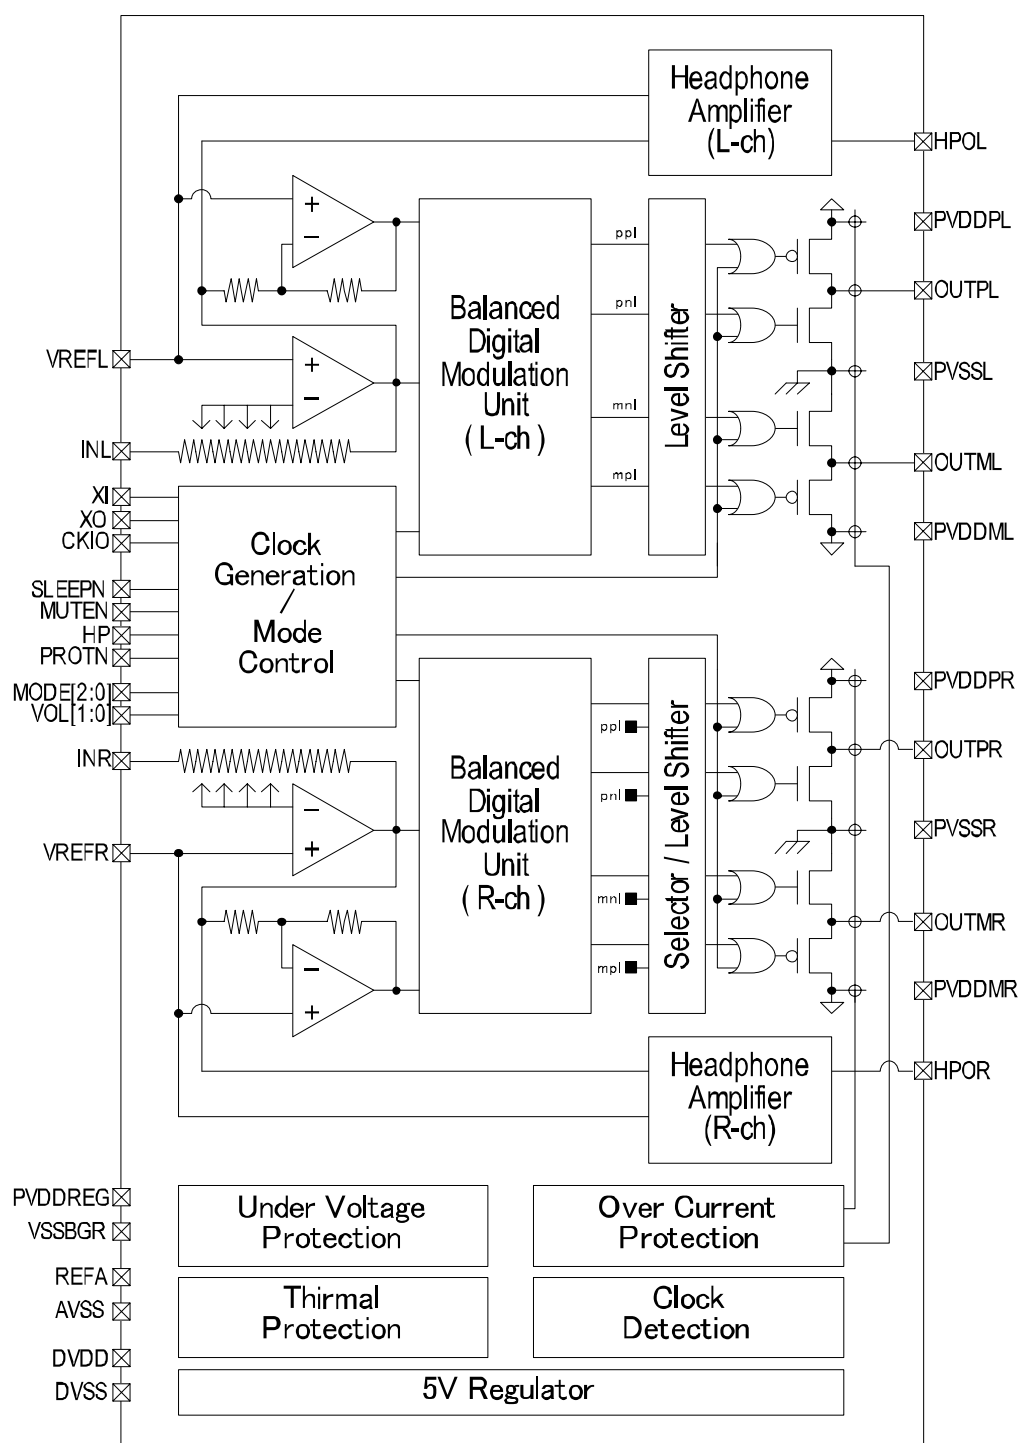 Headphone
Amplifier
(L-ch)
HPOL
PVDDPL
+
−
ppl
OUTPL
Balanced
Digital
Modulation
Unit
( L-ch )
pnl
Level Shifter
VREFL
+
−
PVSSL
mnl
INL
OUTML
mpl
XI
XO
CKIO
PVDDML
Clock
Generation
/
Mode
Control
SLEEPN
MUTEN
HP
PROTN
MODE[2:0]
VOL[1:0]
PVDDPR
ppl
INR
OUTPR
Balanced
Digital
Modulation
Unit
( R-ch )
pnl
Selector / Level Shifter
−
+
VREFR
PVSSR
mnl
OUTMR
mpl
−
+
PVDDMR
Headphone
Amplifier
(R-ch)
HPOR
PVDDREG
VSSBGR
Under Voltage
Protection
Over Current
Protection
REFA
AVSS
Thirmal
Protection
Clock
Detection
DVDD
DVSS
5V Regulator